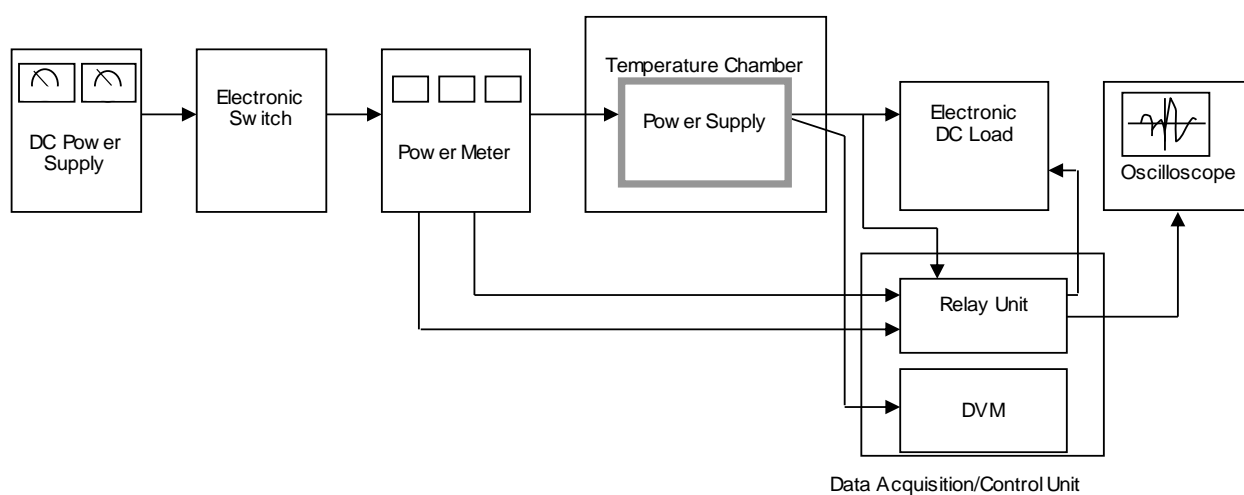 DC Power
Supply
Electronic
Switch
Power Meter
Temperature Chamber
Power Supply
Electronic
DC Load
Oscilloscope
Relay Unit
DVM
Data Acquisition/Control Unit